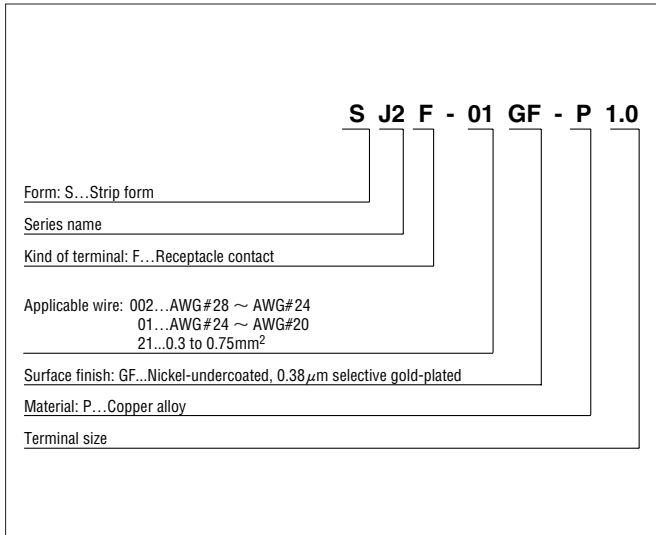 S J2 F - 01 GF - P 1.0
Form: S…Strip form
Series name
Kind of terminal: F…Receptacle contact
Applicable wire: 002…AWG#28 ～ AWG#24
01…AWG#24 ～ AWG#20
21...0.3 to 0.75mm²
Surface finish: GF...Nickel-undercoated, 0.38μm selective gold-plated
Material: P…Copper alloy
Terminal size